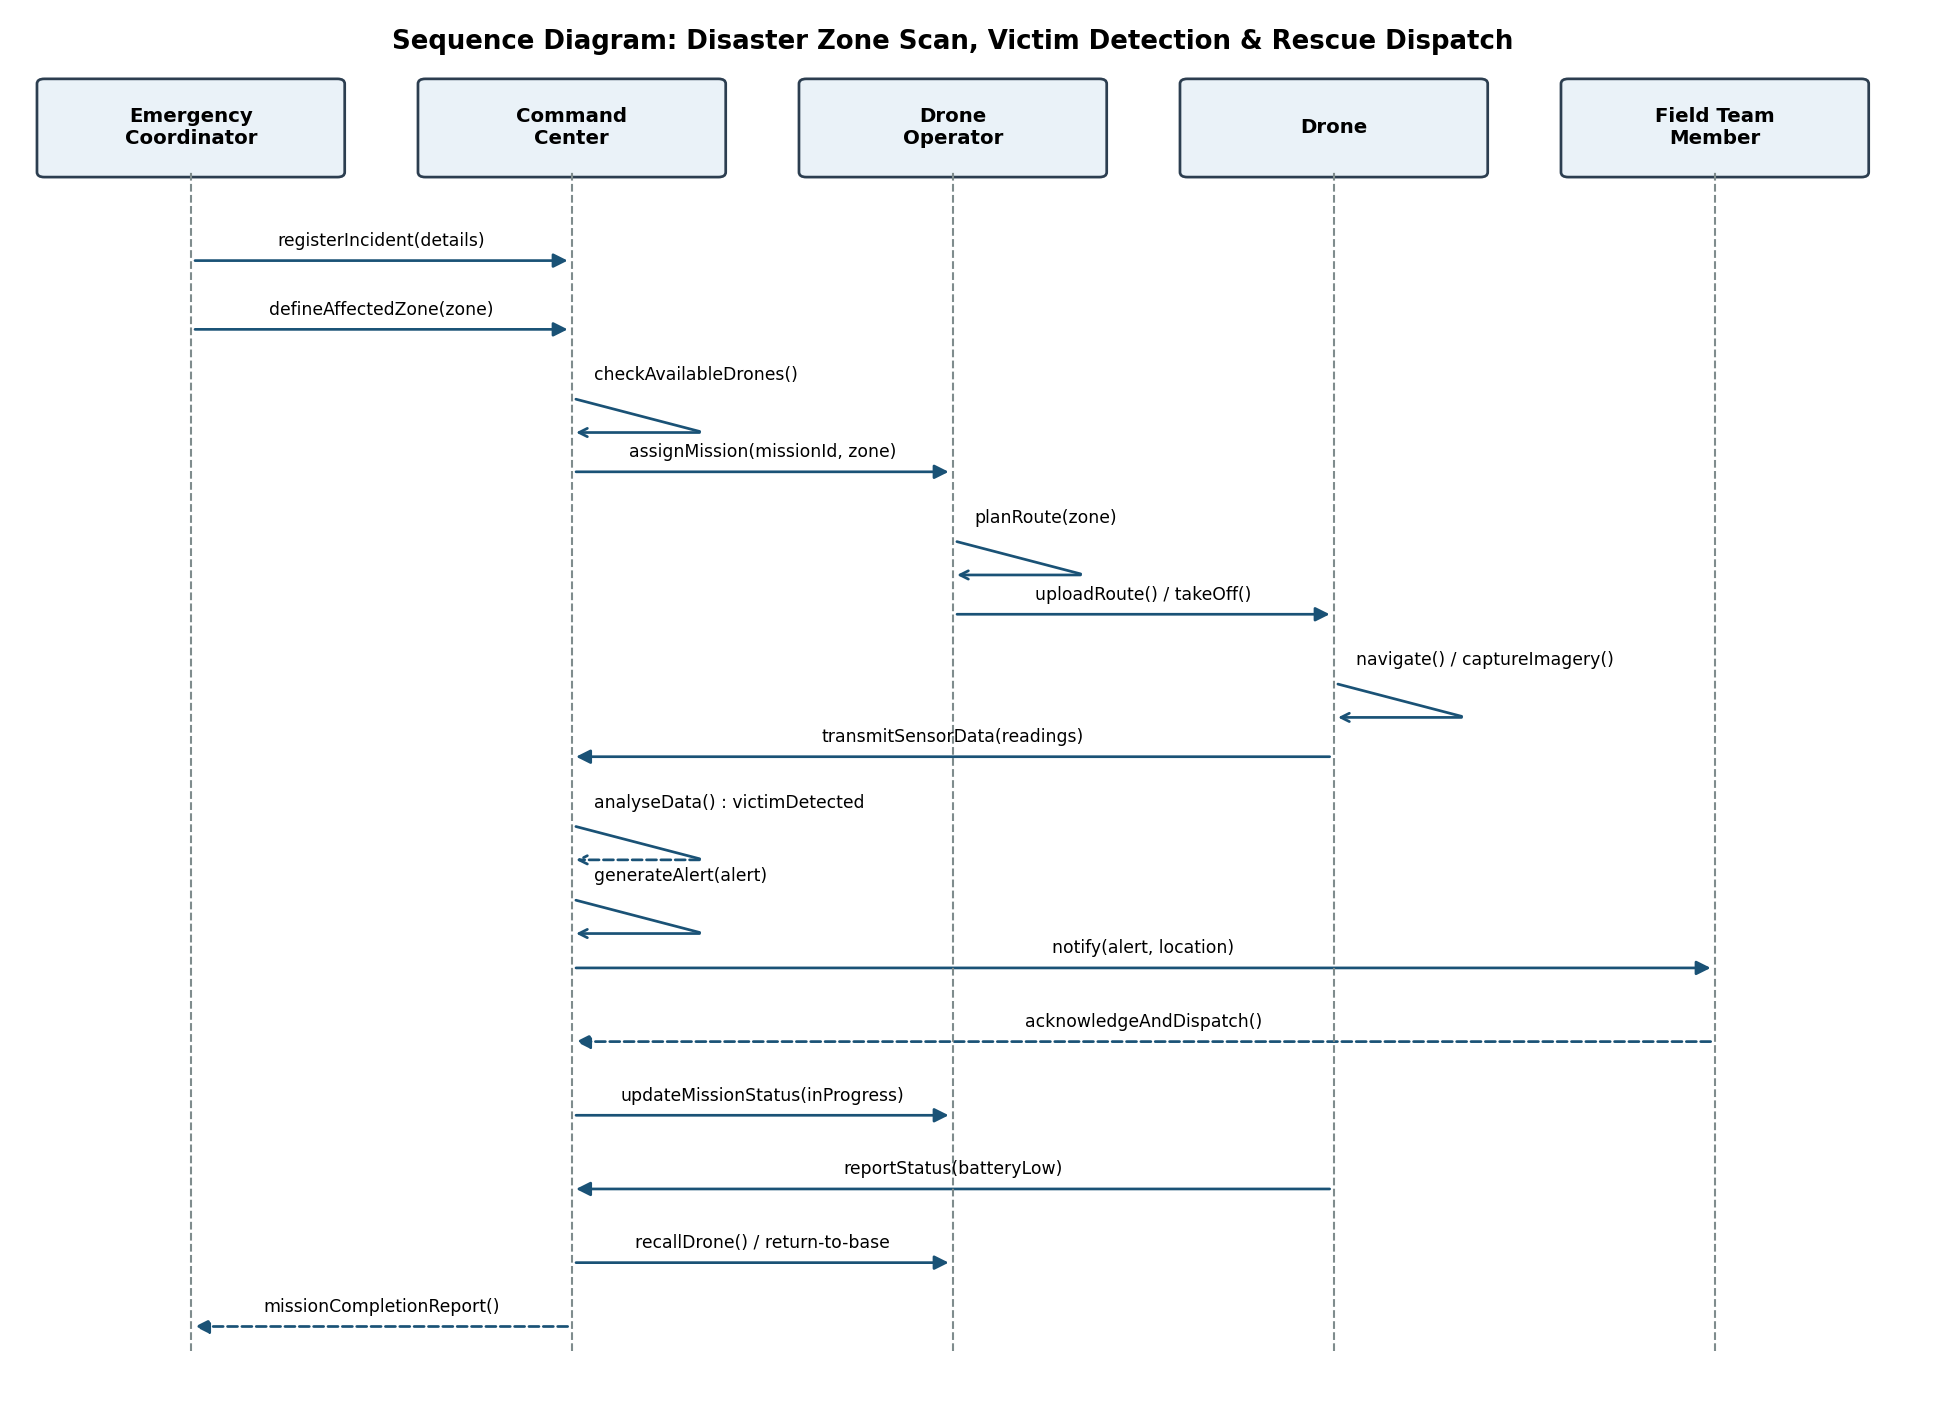 Sequence Diagram: Disaster Zone Scan, Victim Detection & Rescue Dispatch
Emergency
Coordinator
Command
Center
Drone
Operator
Drone
Field Team
Member
registerIncident(details)
defineAffectedZone(zone)
checkAvailableDrones()
assignMission(missionId, zone)
planRoute(zone)
uploadRoute() / takeOff()
navigate() / captureImagery()
transmitSensorData(readings)
analyseData() : victimDetected
generateAlert(alert)
notify(alert, location)
acknowledgeAndDispatch()
updateMissionStatus(inProgress)
reportStatus(batteryLow)
recallDrone() / return-to-base
missionCompletionReport()